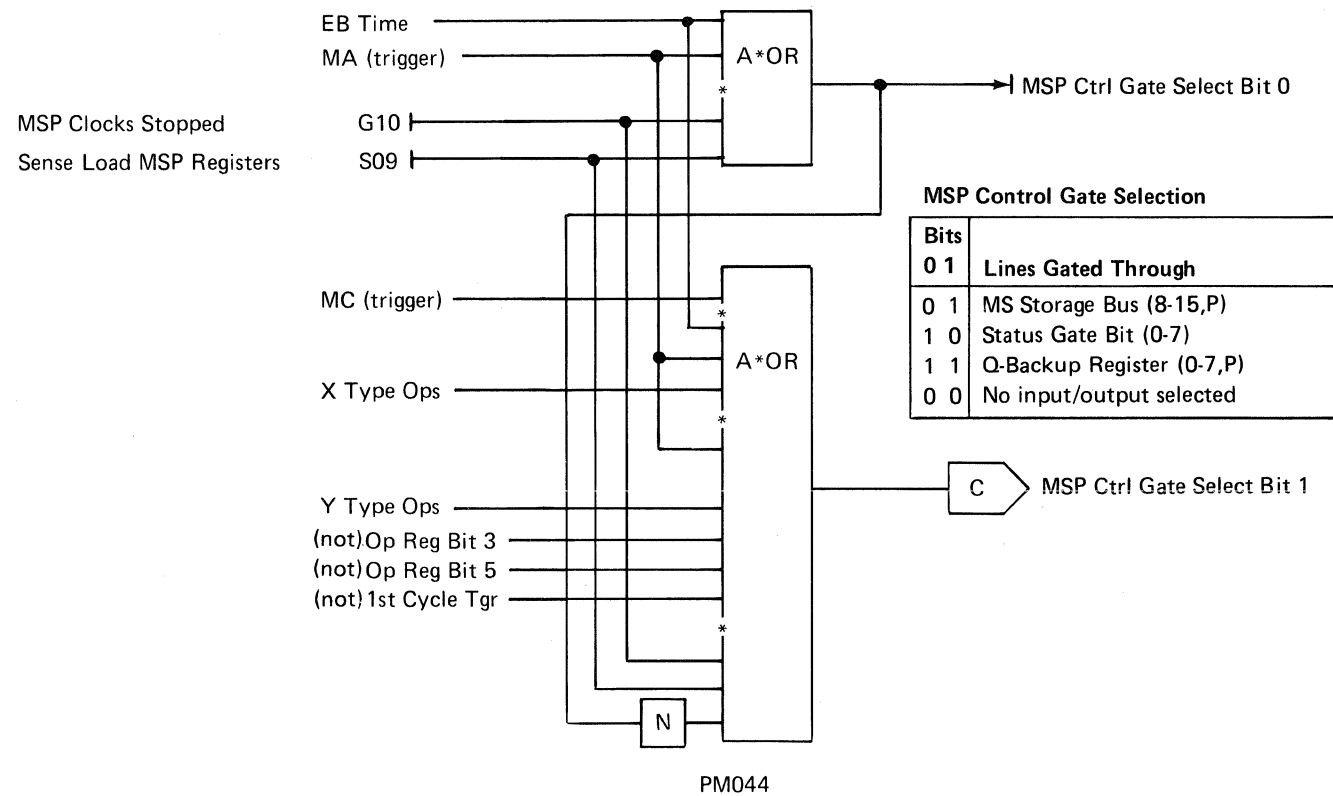 EB Time
MA (trigger)
A*OR
*
MSP Ctrl Gate Select Bit 0
MSP Clocks Stopped G10
Sense Load MSP Registers S09
MSP Control Gate Selection
Bits
0 1 Lines Gated Through
0 1 MS Storage Bus (8-15,P)
1 0 Status Gate Bit (0-7)
1 1 Q-Backup Register (0-7,P)
0 0 No input/output selected
MC (trigger)
*
A*OR
X Type Ops
*
Y Type Ops
(not) Op Reg Bit 3
(not) Op Reg Bit 5
(not) 1st Cycle Tgr
*
N
C MSP Ctrl Gate Select Bit 1
PM044